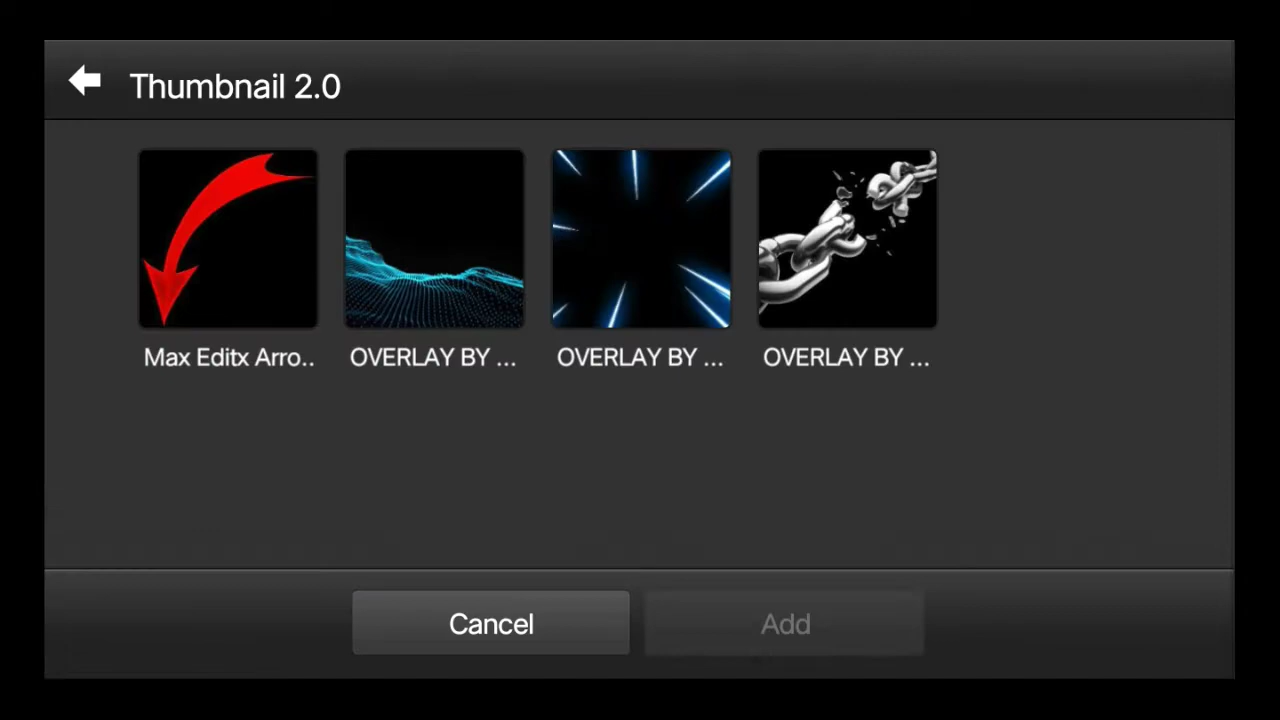 Thumbnail 2.0
Max Editx Arro..
OVERLAY BY ...
OVERLAY BY ...
OVERLAY BY ...
Cancel
Add